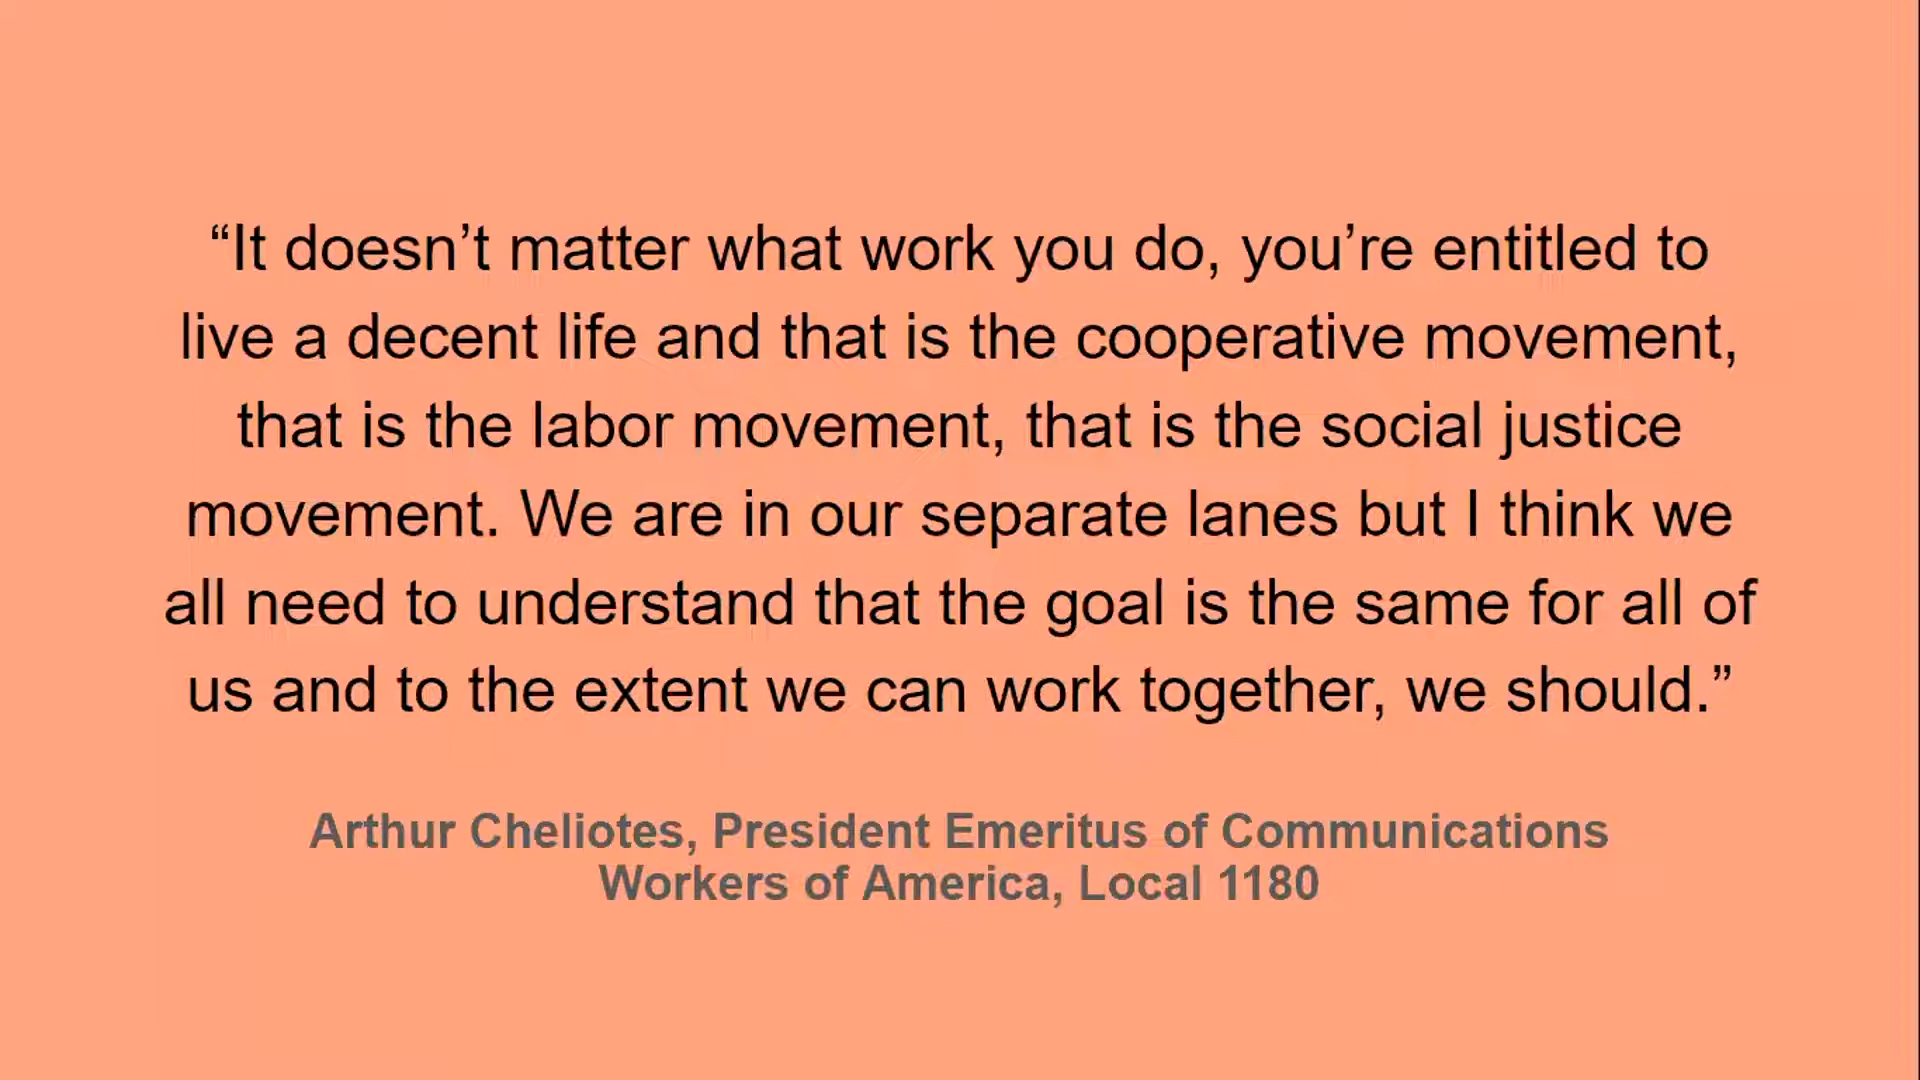 “It doesn’t matter what work you do, you’re entitled to
live a decent life and that is the cooperative movement,
that is the labor movement, that is the social justice
movement. We are in our separate lanes but I think we
all need to understand that the goal is the same for all of
us and to the extent we can work together, we should.”
Arthur Cheliotes, President Emeritus of Communications
Workers of America, Local 1180